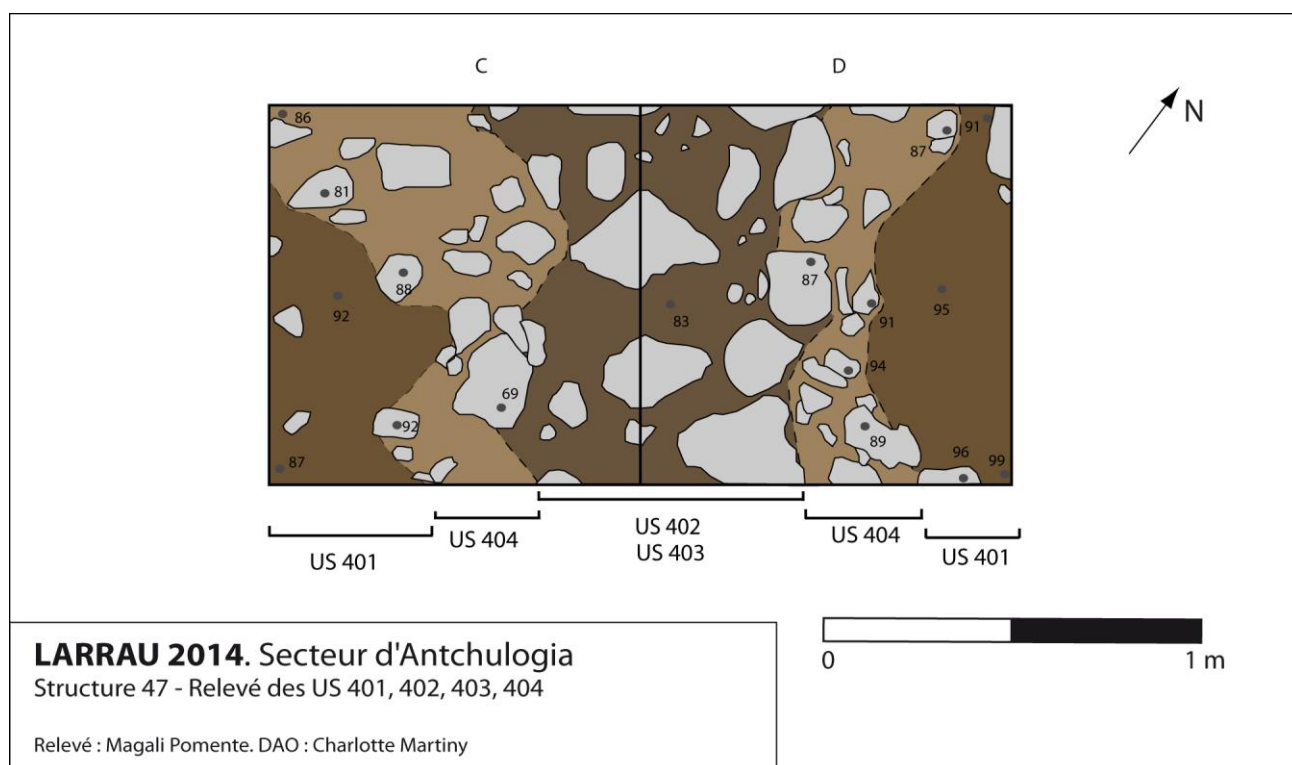 C D
N
86
91
87
81
88
87
92
83
91
95
94
69
92
89
87
96 99
US 401 US 404 US 402 US 404 US 401
US 403
LARRAU 2014. Secteur d'Antchulogia
Structure 47 - Relevé des US 401, 402, 403, 404
Relevé : Magali Pomente. DAO : Charlotte Martiny
0 1 m